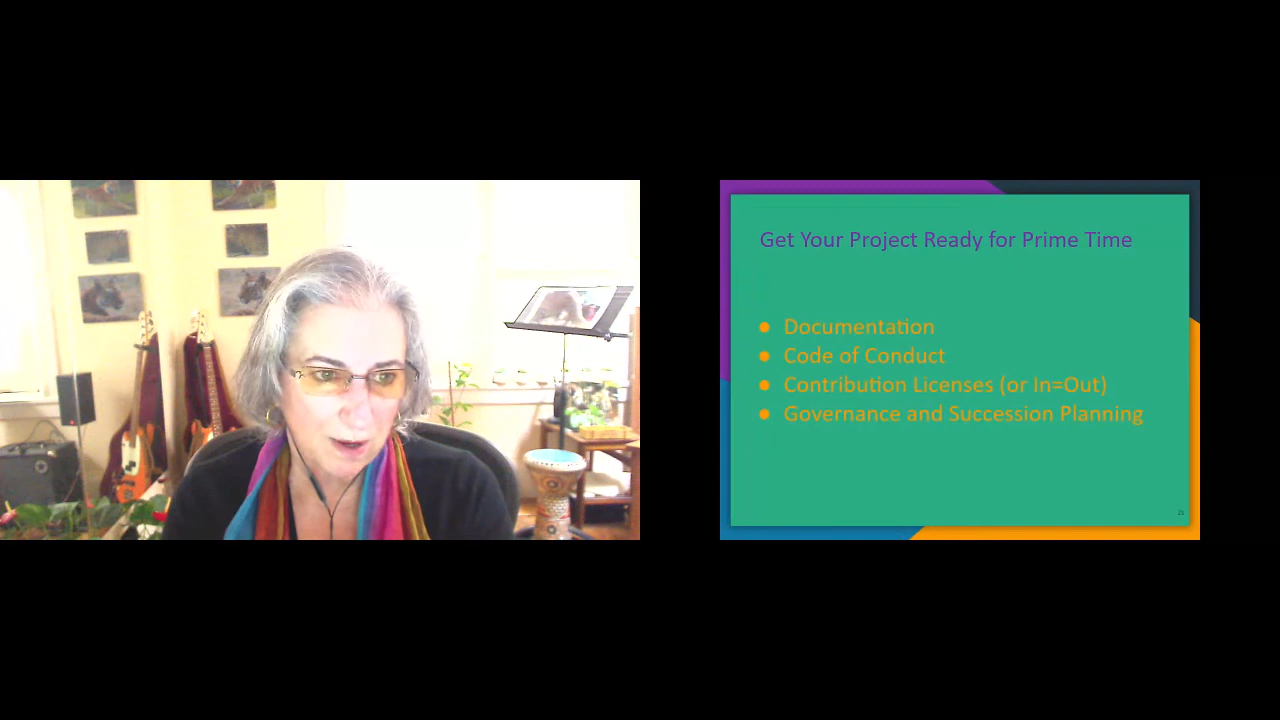 Get Your Project Ready for Prime Time
Documentation
Code of Conduct
Contribution Licenses (or In=Out)
Governance and Succession Planning
21